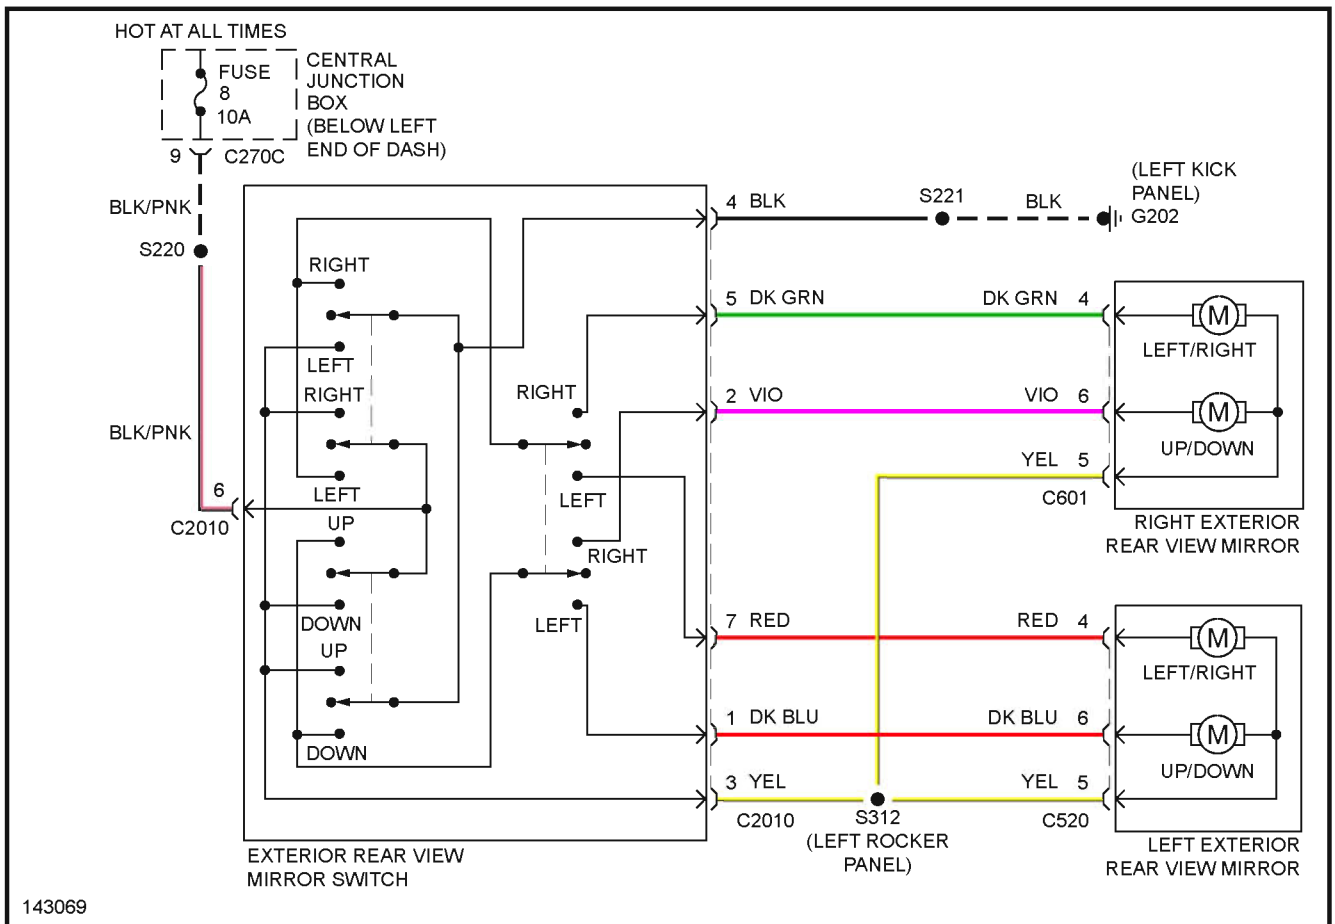 HOT AT ALL TIMES
FUSE
8
10A
CENTRAL
JUNCTION
BOX
(BELOW LEFT
END OF DASH)
9
C270C
BLK/PNK
S220
BLK/PNK
6
C2010
RIGHT
LEFT
RIGHT
LEFT
UP
DOWN
UP
DOWN
RIGHT
LEFT
RIGHT
LEFT
4 BLK
S221
BLK
(LEFT KICK
PANEL)
G202
5 DK GRN
DK GRN 4
M
LEFT/RIGHT
2 VIO
VIO 6
M
UP/DOWN
YEL 5
C601
RIGHT EXTERIOR
REAR VIEW MIRROR
7 RED
RED 4
M
LEFT/RIGHT
1 DK BLU
DK BLU 6
M
UP/DOWN
3 YEL
YEL 5
C2010
S312
(LEFT ROCKER
PANEL)
C520
LEFT EXTERIOR
REAR VIEW MIRROR
EXTERIOR REAR VIEW
MIRROR SWITCH
143069